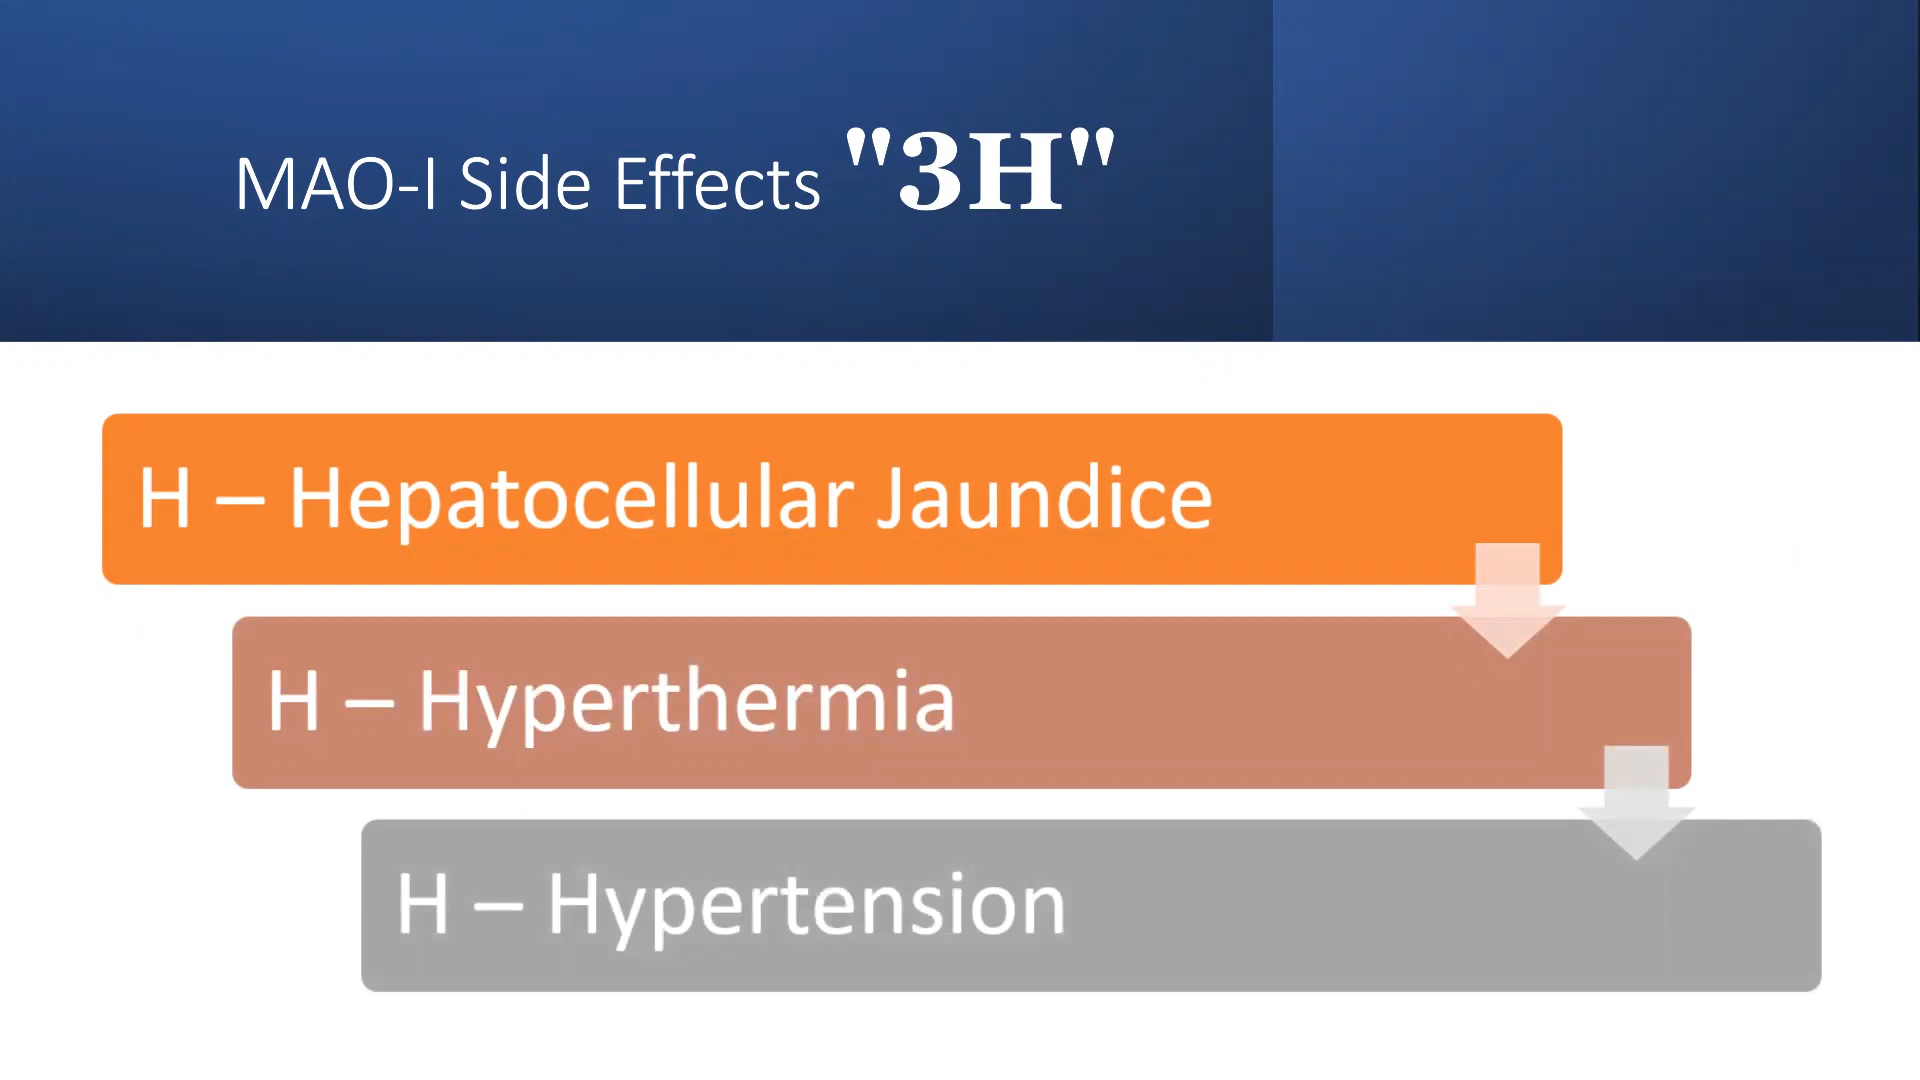 MAO-I Side Effects "3H"
H – Hepatocellular Jaundice
H – Hyperthermia
H – Hypertension